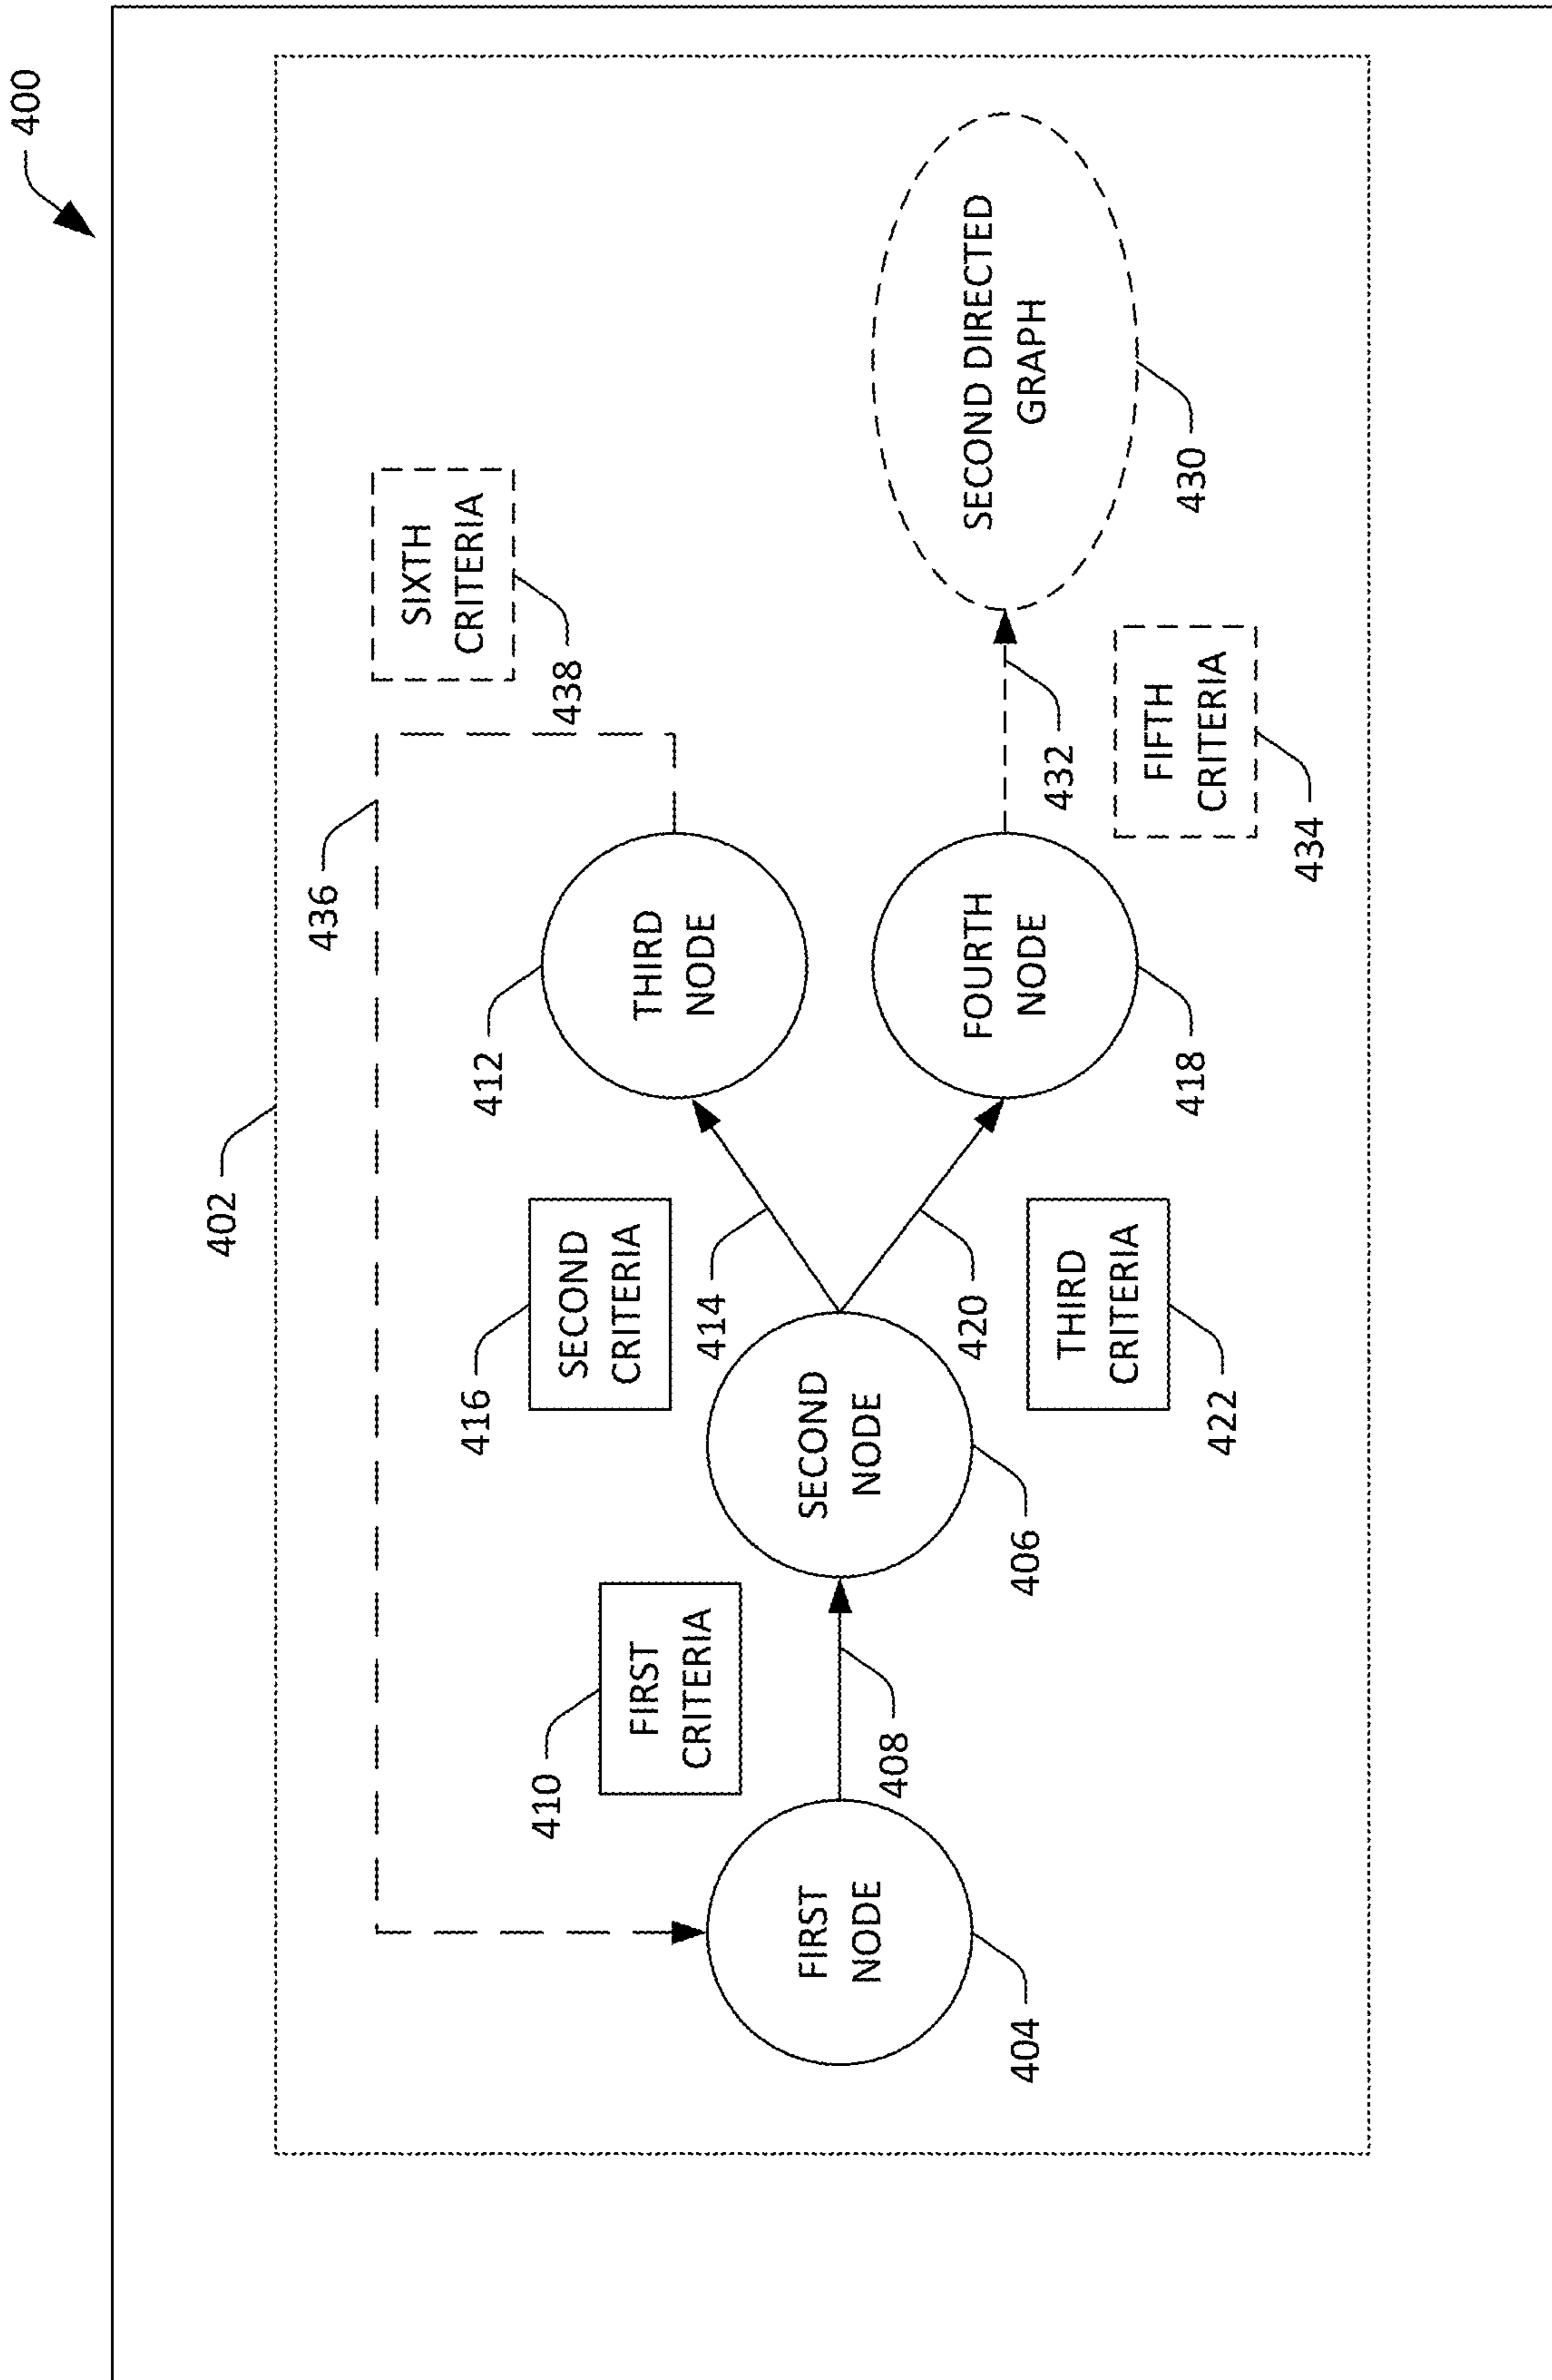 400
402
436
SIXTH
CRITERIA
438
416
SECOND
CRITERIA
412
THIRD
NODE
410
FIRST
CRITERIA
414
FIRST
NODE
404
408
SECOND
NODE
406
420
THIRD
CRITERIA
422
FOURTH
NODE
418
432
FIFTH
CRITERIA
434
SECOND DIRECTED
GRAPH
430